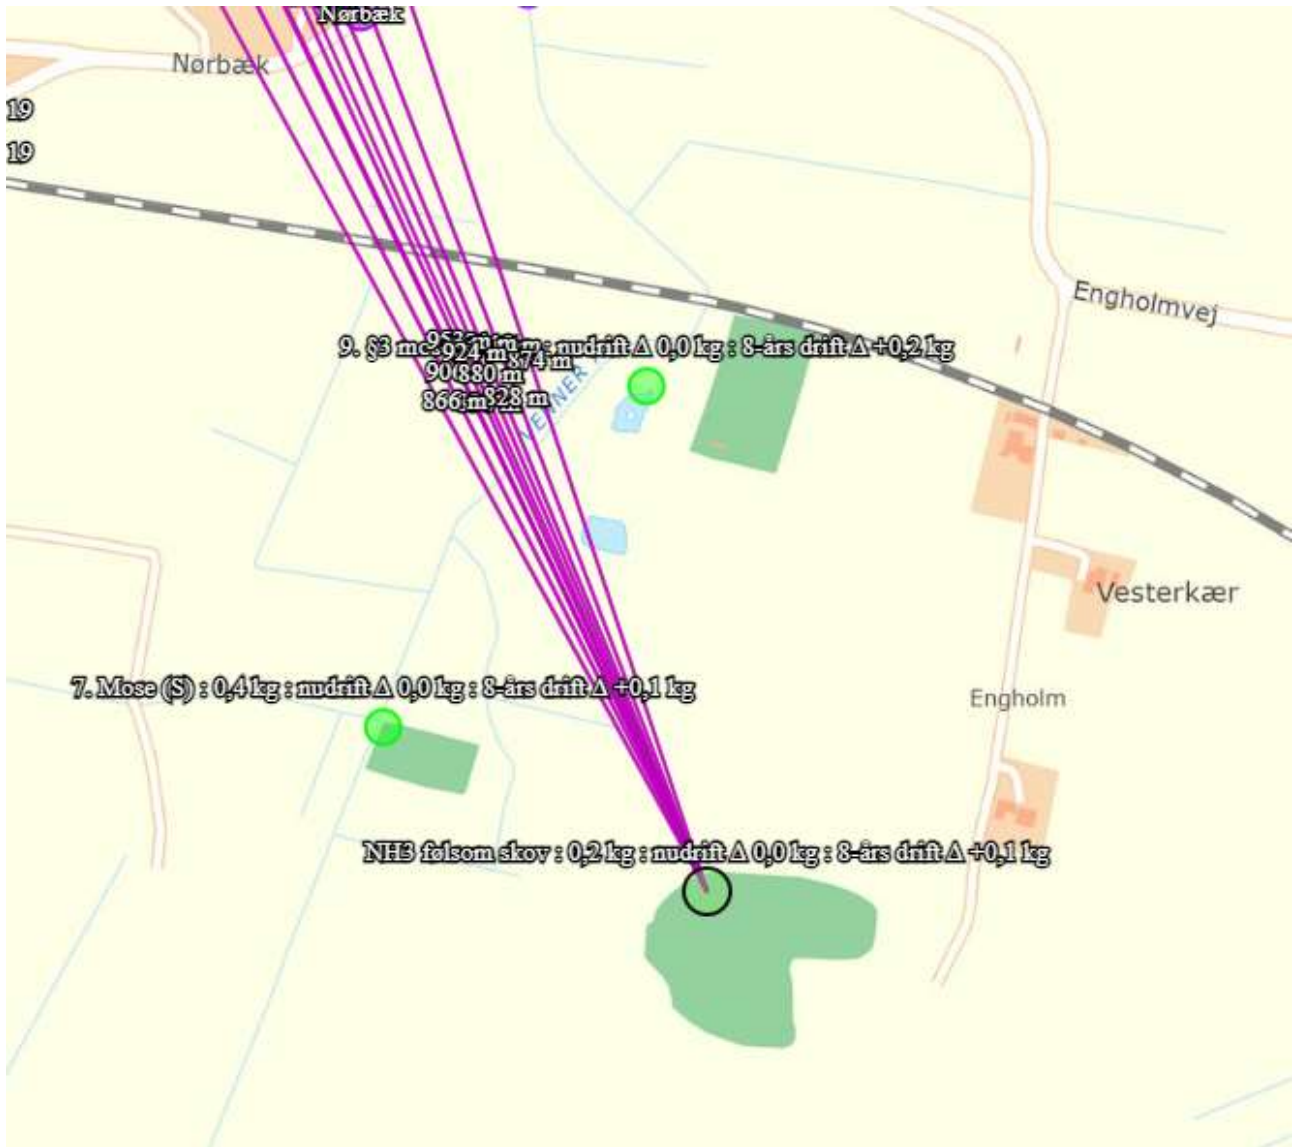 Nørbæk
Nørbæk
19
19
Engholmvej
9. §3 nudrift Δ 0,0 kg : 8-års drift Δ +0,2 kg
924 m
874 m
880 m
866 m
828 m
Vesterkær
7. Mose (S) : 0,4 kg : nudrift Δ 0,0 kg : 8-års drift Δ +0,1 kg
Engholm
NH3 følsom skov : 0,2 kg : nudrift Δ 0,0 kg : 8-års drift Δ +0,1 kg